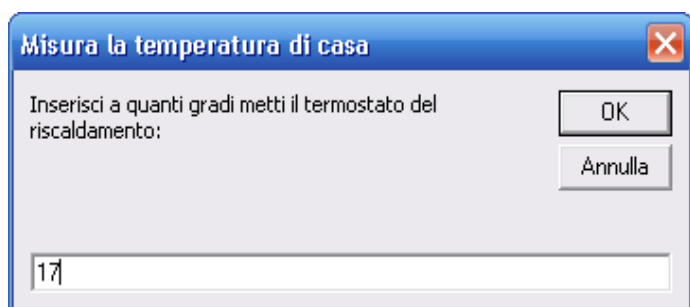 Misura la temperatura di casa
Inserisci a quanti gradi metti il termostato del
riscaldamento:
OK
Annulla
17